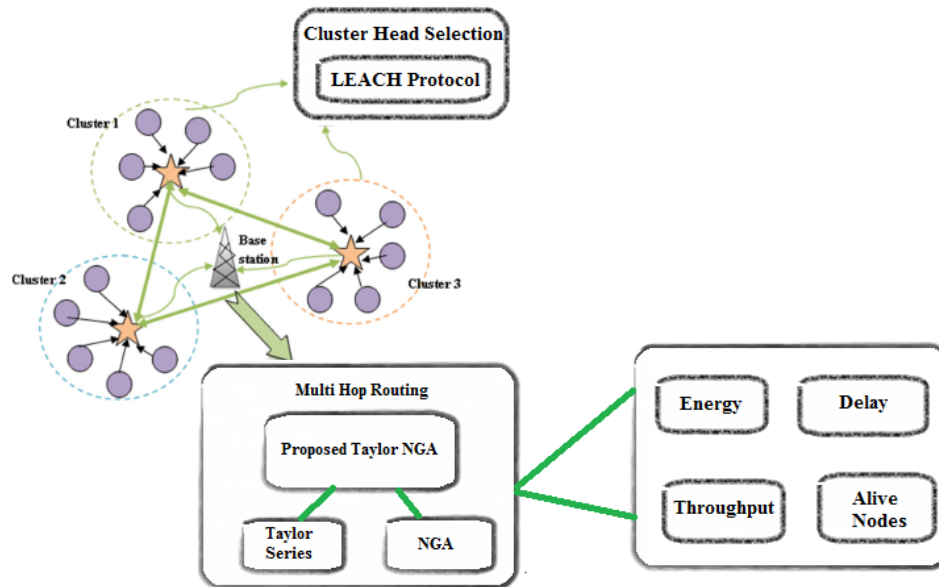 Cluster Head Selection
LEACH Protocol
Cluster 1
Base
station
Cluster 2
Cluster 3
Multi Hop Routing
Proposed Taylor NGA
Taylor
Series
NGA
Energy
Delay
Throughput
Alive
Nodes